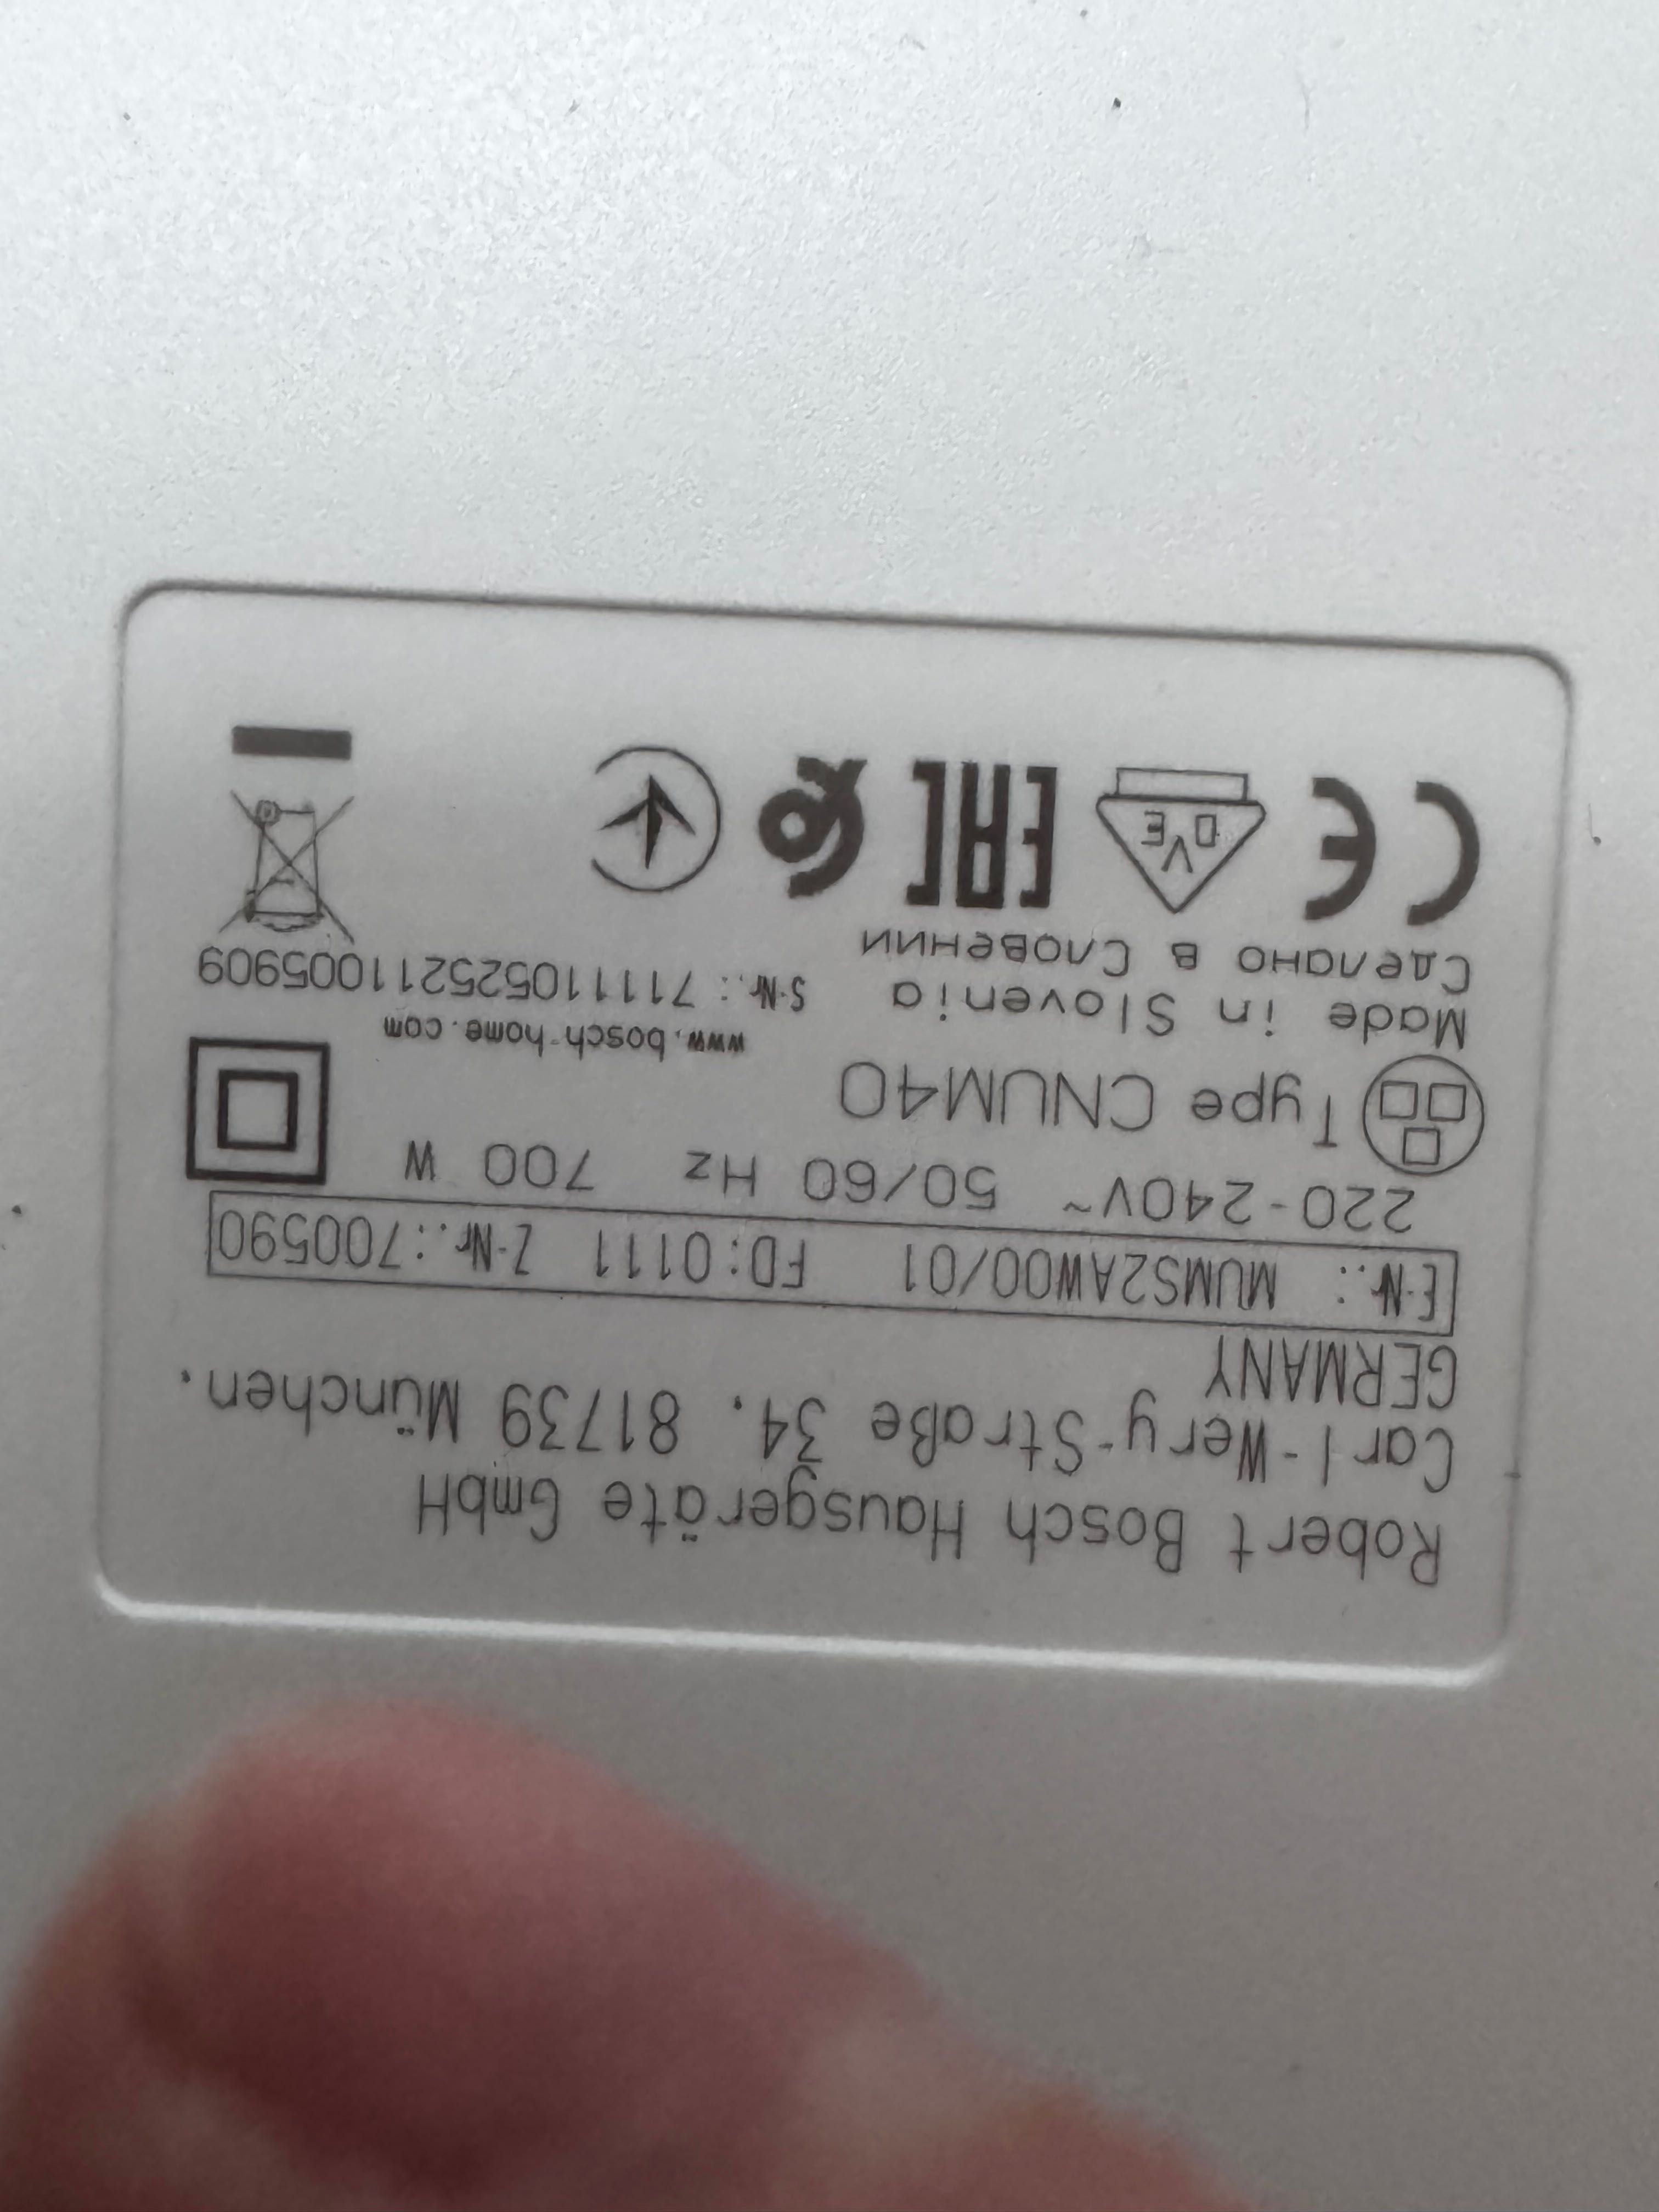 Robert Bosch Hausgeräte GmbH
Carl-Wery-Straße 34. 81739 München.
GERMANY
E-Nr.: MUMS2AW00/01 FD:0111 Z-Nr.:700590
220-240V~ 50/60 Hz 700 W
Type CNUM40
www.bosch-home.com
Made in Slovenia S-Nr.: 711110525211005909
Сделано в Словении
CE DVE EAC